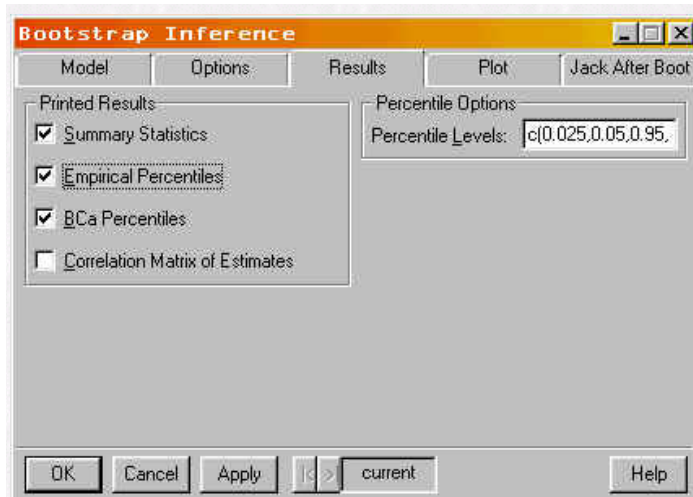 Bootstrap Inference
Model Options Results Plot Jack After Boot
Printed Results
Summary Statistics
Empirical Percentiles
BCa Percentiles
Correlation Matrix of Estimates
Percentile Options
Percentile Levels: c(0.025,0.05,0.95,
OK Cancel Apply |< >| current Help